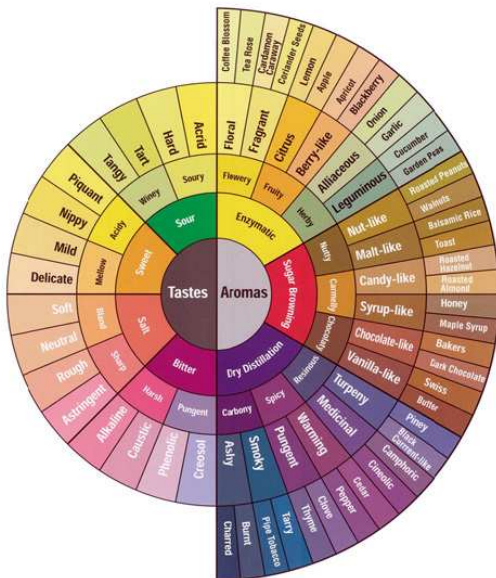 Tastes
Aromas
Sour
Sweet
Salt
Bitter
Enzymatic
Sugar Browning
Dry Distillation
Soury
Winey
Acidy
Mellow
Bland
Sharp
Harsh
Pungent
Acrid
Hard
Tart
Tangy
Piquant
Nippy
Mild
Delicate
Soft
Neutral
Rough
Astringent
Alkaline
Caustic
Phenolic
Creosol
Flowery
Fruity
Herby
Nutty
Carmelly
Chocolaty
Resinous
Spicy
Carbony
Floral
Fragrant
Citrus
Berry-like
Alliaceous
Leguminous
Nut-like
Malt-like
Candy-like
Syrup-like
Chocolate-like
Vanilla-like
Turpeny
Medicinal
Warming
Pungent
Smoky
Ashy
Coffee Blossom
Tea Rose
Cardamon
Caraway
Coriander Seeds
Lemon
Apple
Apricot
Blackberry
Onion
Garlic
Cucumber
Garden Peas
Roasted Peanuts
Walnuts
Balsamic Rice
Toast
Roasted
Hazelnut
Roasted
Almond
Honey
Maple Syrup
Bakers
Dark Chocolate
Swiss
Butter
Piney
Black
Currant-like
Camphoric
Cineolic
Cedar
Pepper
Clove
Thyme
Tarry
Pipe Tobacco
Burnt
Charred